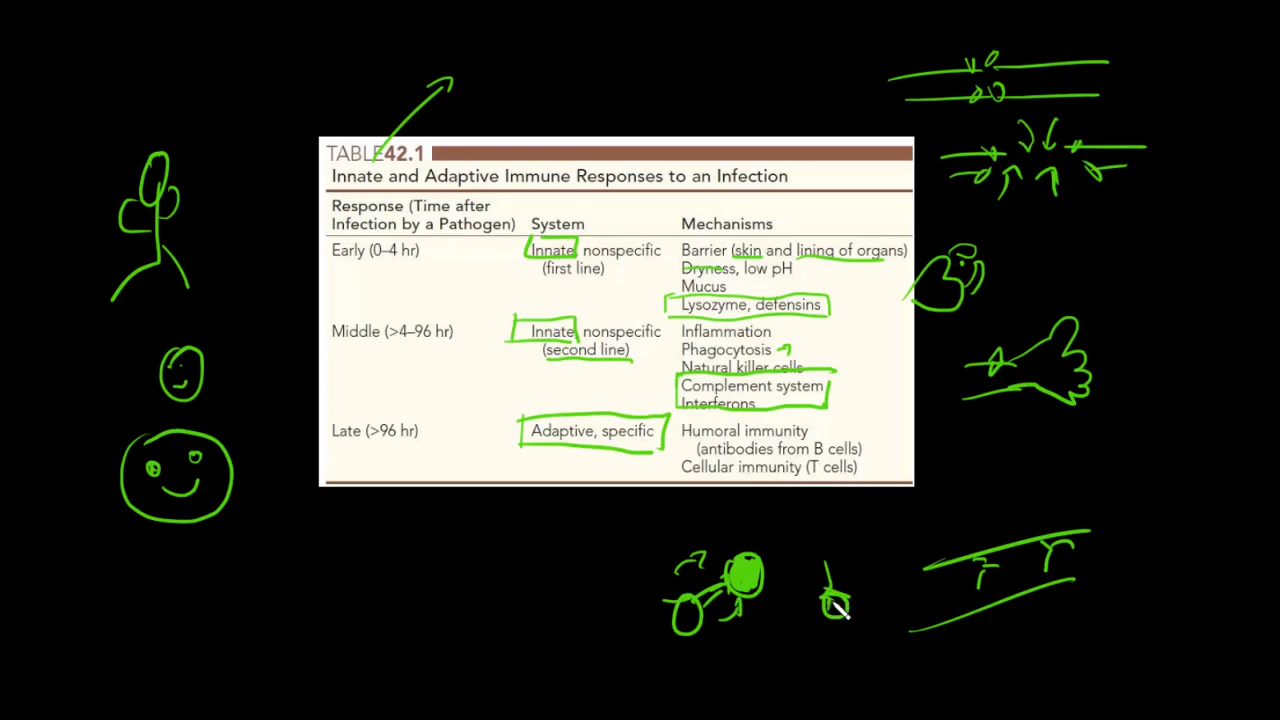 TABLE 42.1
Innate and Adaptive Immune Responses to an Infection
Response (Time after
Infection by a Pathogen) System Mechanisms
Early (0–4 hr) Innate nonspecific Barrier (skin and lining of organs)
(first line) Dryness, low pH
Mucus
Lysozyme, defensins
Middle (>4–96 hr) Innate nonspecific Inflammation
(second line) Phagocytosis
Natural killer cells
Complement system
Interferons
Late (>96 hr) Adaptive, specific Humoral immunity
(antibodies from B cells)
Cellular immunity (T cells)